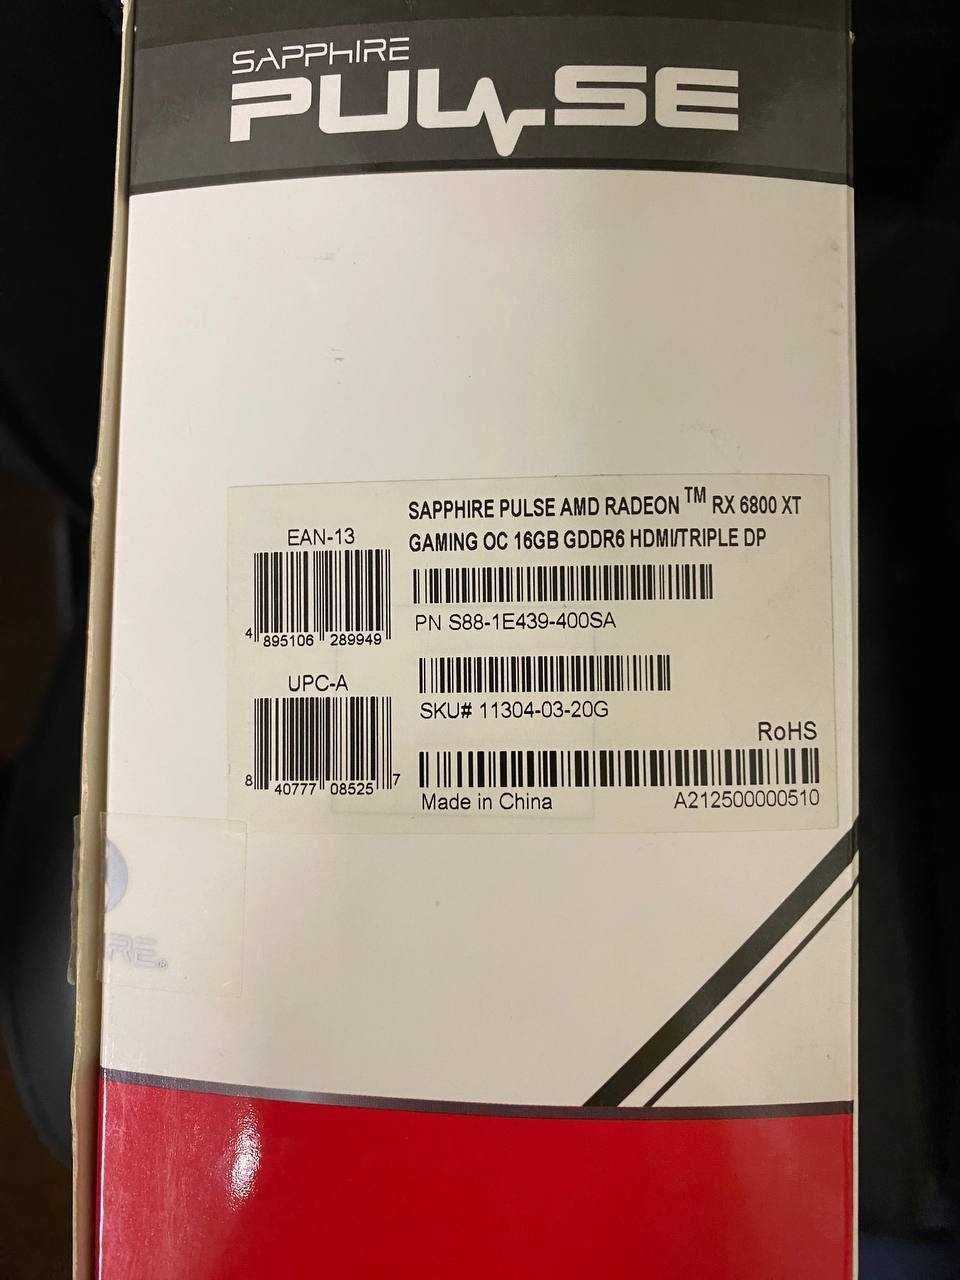 SAPPHIRE
PULSE
SAPPHIRE PULSE AMD RADEON ™ RX 6800 XT
GAMING OC 16GB GDDR6 HDMI/TRIPLE DP
EAN-13
4 895106 289949
PN S88-1E439-400SA
UPC-A
8 40777 08525 7
SKU# 11304-03-20G
RoHS
Made in China
A212500000510
RE®